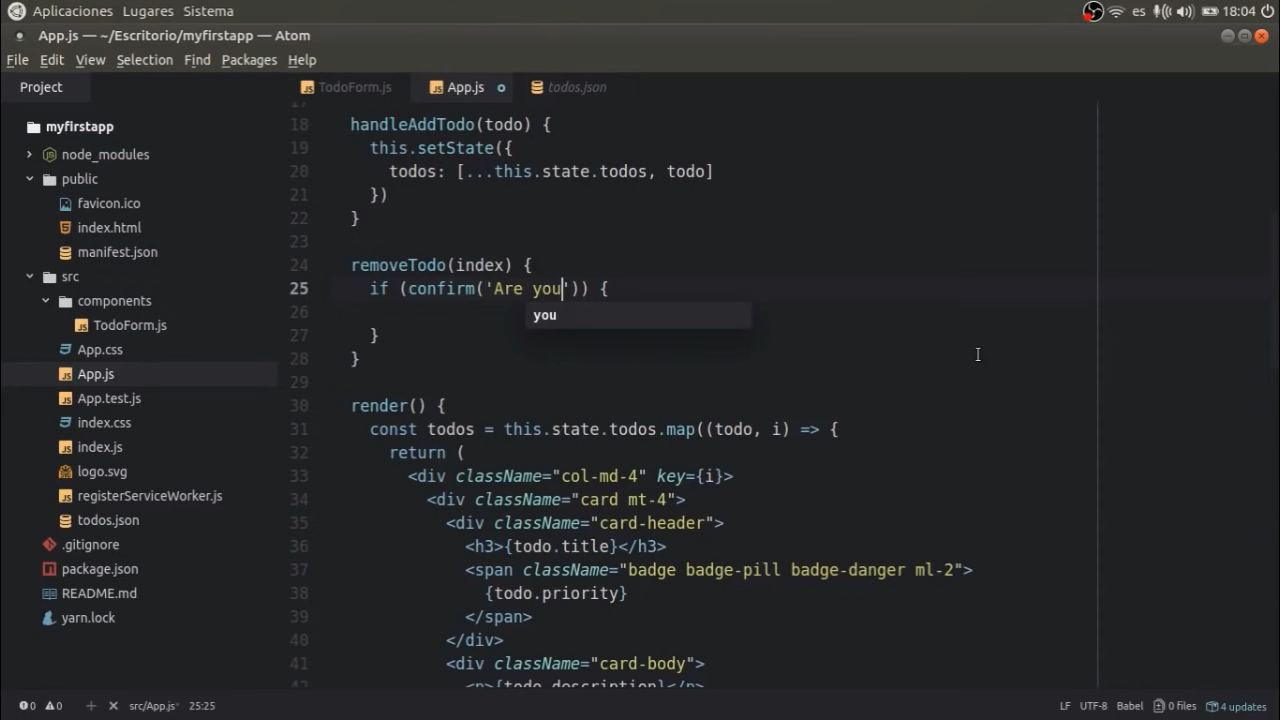 Aplicaciones Lugares Sistema es 18:04
App.js — ~/Escritorio/myfirstapp — Atom
File Edit View Selection Find Packages Help
Project TodoForm.js App.js todos.json
myfirstapp
node_modules
public
favicon.ico
index.html
manifest.json
src
components
TodoForm.js
App.css
App.js
App.test.js
index.css
index.js
logo.svg
registerServiceWorker.js
todos.json
.gitignore
package.json
README.md
yarn.lock
17
18 handleAddTodo(todo) {
19 this.setState({
20 todos: [...this.state.todos, todo]
21 })
22 }
23
24 removeTodo(index) {
25 if (confirm('Are you')) {
you
26
27 }
28 }
29
30 render() {
31 const todos = this.state.todos.map((todo, i) => {
32 return (
33 <div className="col-md-4" key={i}>
34 <div className="card mt-4">
35 <div className="card-header">
36 <h3>{todo.title}</h3>
37 <span className="badge badge-pill badge-danger ml-2">
38 {todo.priority}
39 </span>
40 </div>
41 <div className="card-body">
42 <p>{todo.description}</p>
0 0 + src/App.js 25:25 LF UTF-8 Babel 0 files 4 updates